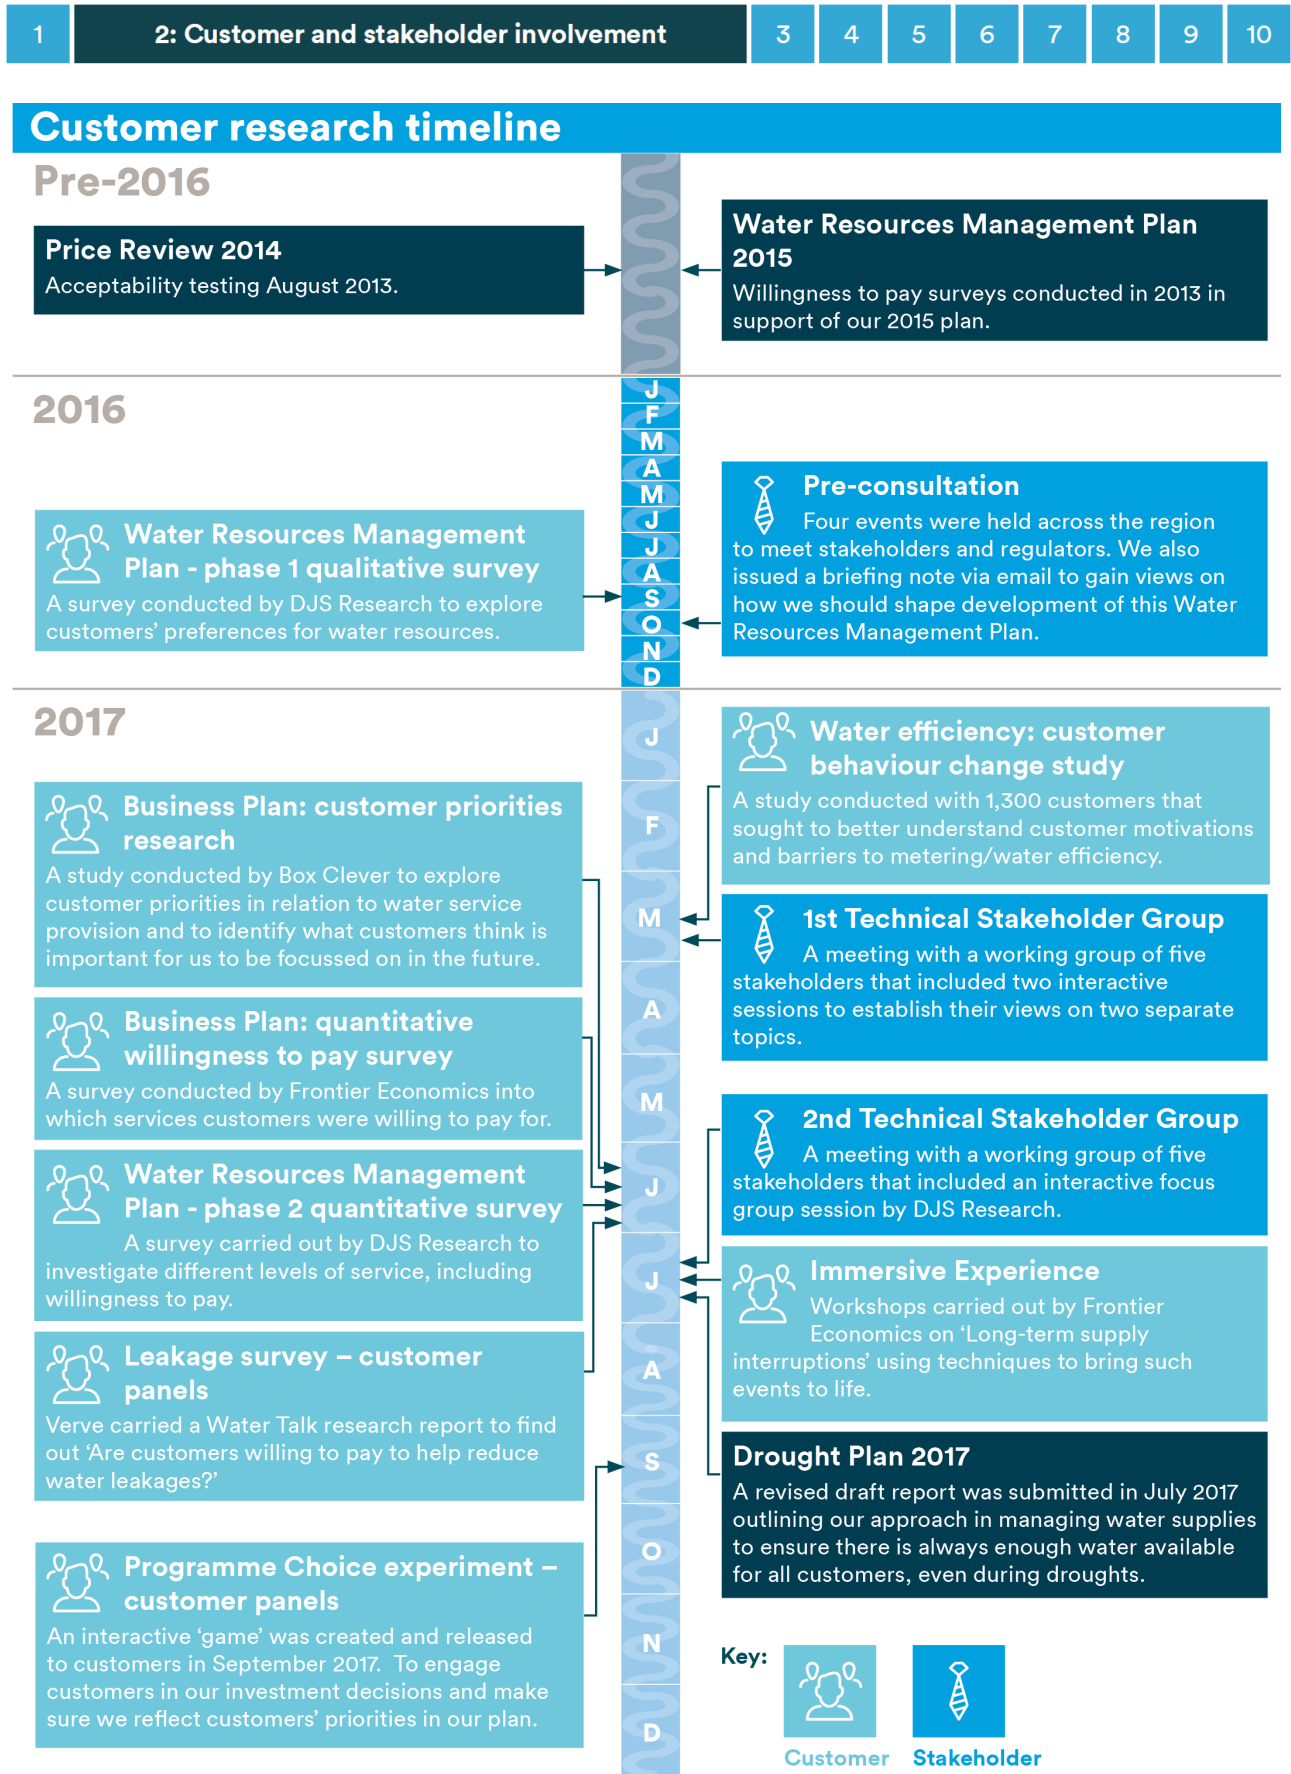 1
2: Customer and stakeholder involvement
3
4
5
6
7
8
9
10
Customer research timeline
Pre-2016
Price Review 2014
Acceptability testing August 2013.
Water Resources Management Plan
2015
Willingness to pay surveys conducted in 2013 in
support of our 2015 plan.
2016
J
F
M
A
M
J
J
A
S
O
N
D
Water Resources Management
Plan - phase 1 qualitative survey
A survey conducted by DJS Research to explore
customers’ preferences for water resources.
Pre-consultation
Four events were held across the region
to meet stakeholders and regulators. We also
issued a briefing note via email to gain views on
how we should shape development of this Water
Resources Management Plan.
2017
J
F
M
A
M
J
J
A
S
O
N
D
Business Plan: customer priorities
research
A study conducted by Box Clever to explore
customer priorities in relation to water service
provision and to identify what customers think is
important for us to be focussed on in the future.
Business Plan: quantitative
willingness to pay survey
A survey conducted by Frontier Economics into
which services customers were willing to pay for.
Water Resources Management
Plan - phase 2 quantitative survey
A survey carried out by DJS Research to
investigate different levels of service, including
willingness to pay.
Leakage survey – customer
panels
Verve carried a Water Talk research report to find
out ‘Are customers willing to pay to help reduce
water leakages?’
Programme Choice experiment –
customer panels
An interactive ‘game’ was created and released
to customers in September 2017.  To engage
customers in our investment decisions and make
sure we reflect customers’ priorities in our plan.
Water efficiency: customer
behaviour change study
A study conducted with 1,300 customers that
sought to better understand customer motivations
and barriers to metering/water efficiency.
1st Technical Stakeholder Group
A meeting with a working group of five
stakeholders that included two interactive
sessions to establish their views on two separate
topics.
2nd Technical Stakeholder Group
A meeting with a working group of five
stakeholders that included an interactive focus
group session by DJS Research.
Immersive Experience
Workshops carried out by Frontier
Economics on ‘Long-term supply
interruptions’ using techniques to bring such
events to life.
Drought Plan 2017
A revised draft report was submitted in July 2017
outlining our approach in managing water supplies
to ensure there is always enough water available
for all customers, even during droughts.
Key:
Customer
Stakeholder